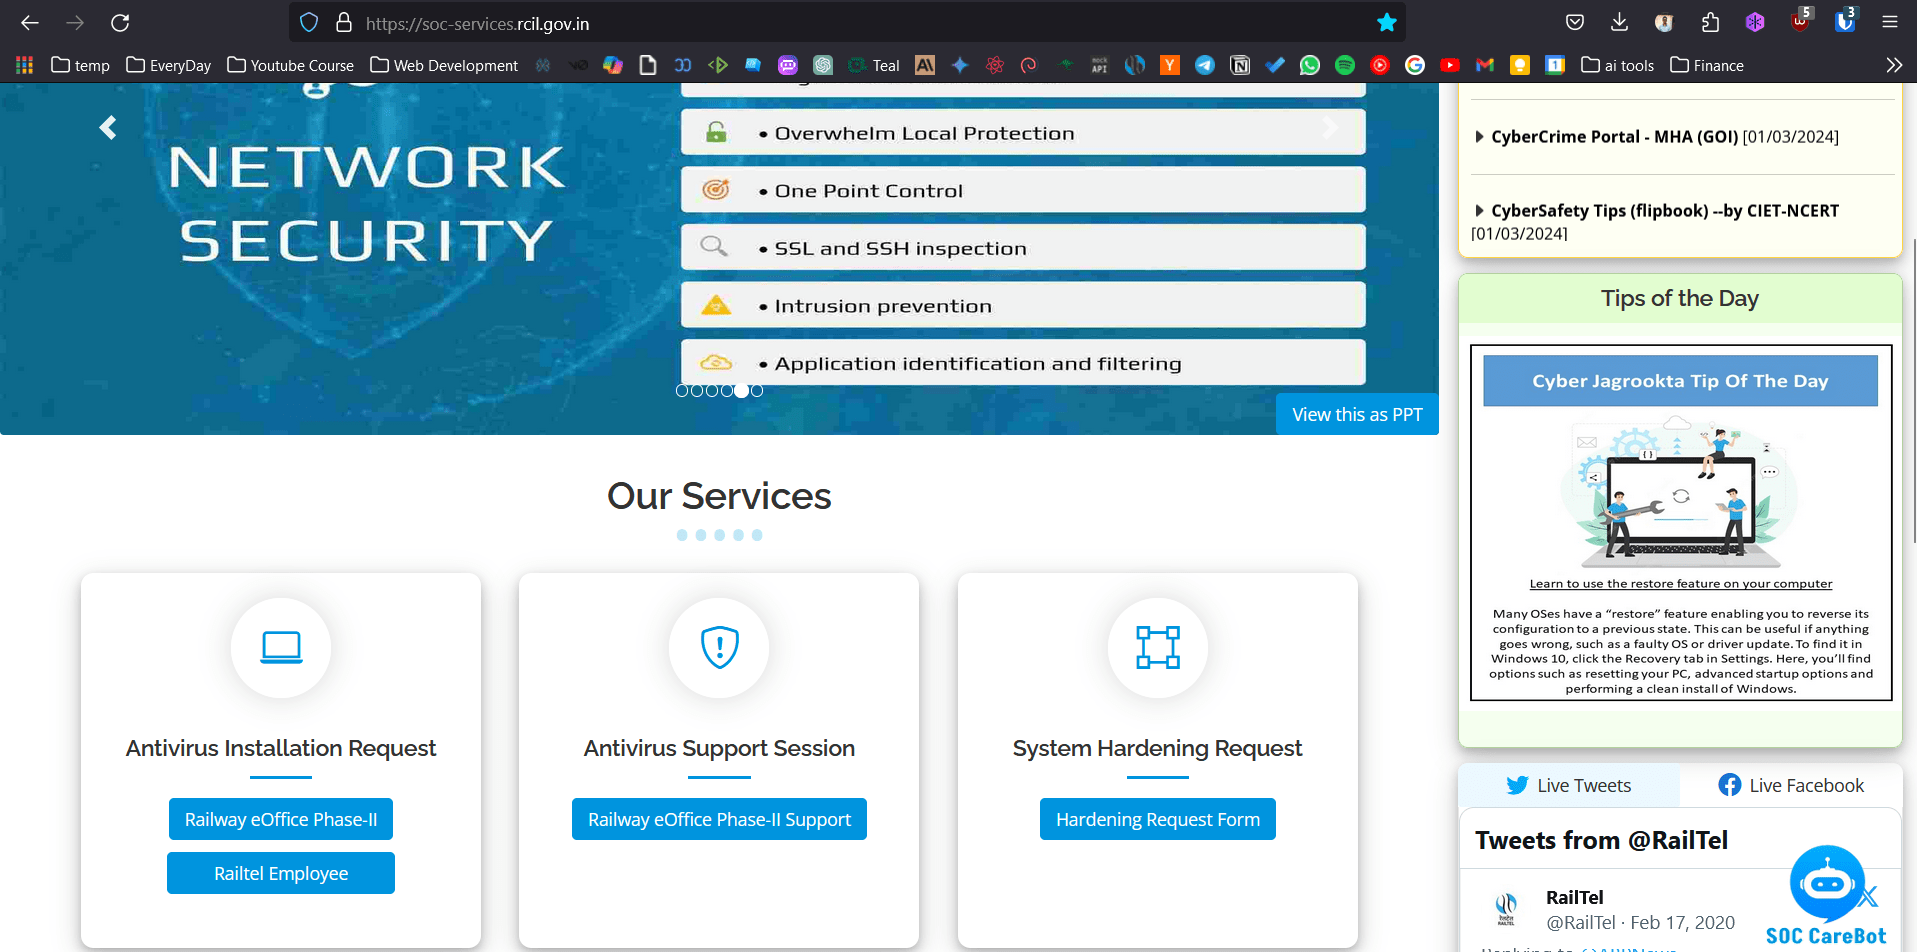 https://soc-services.rcil.gov.in
5
3
temp
EveryDay
Youtube Course
Web Development
Teal
MOCK
API
ai tools
Finance
NETWORK
SECURITY
• Overwhelm Local Protection
• One Point Control
• SSL and SSH inspection
• Intrusion prevention
• Application identification and filtering
View this as PPT
CyberCrime Portal - MHA (GOI) [01/03/2024]
CyberSafety Tips (flipbook) --by CIET-NCERT
[01/03/2024]
Tips of the Day
Cyber Jagrookta Tip Of The Day
Learn to use the restore feature on your computer
Many OSes have a “restore” feature enabling you to reverse its
configuration to a previous state. This can be useful if anything
goes wrong, such as a faulty OS or driver update. To find it in
Windows 10, click the Recovery tab in Settings. Here, you’ll find
options such as resetting your PC, advanced startup options and
performing a clean install of Windows.
Our Services
Antivirus Installation Request
Railway eOffice Phase-II
Railtel Employee
Antivirus Support Session
Railway eOffice Phase-II Support
System Hardening Request
Hardening Request Form
Live Tweets
Live Facebook
Tweets from @RailTel
RailTel
@RailTel · Feb 17, 2020
SOC CareBot